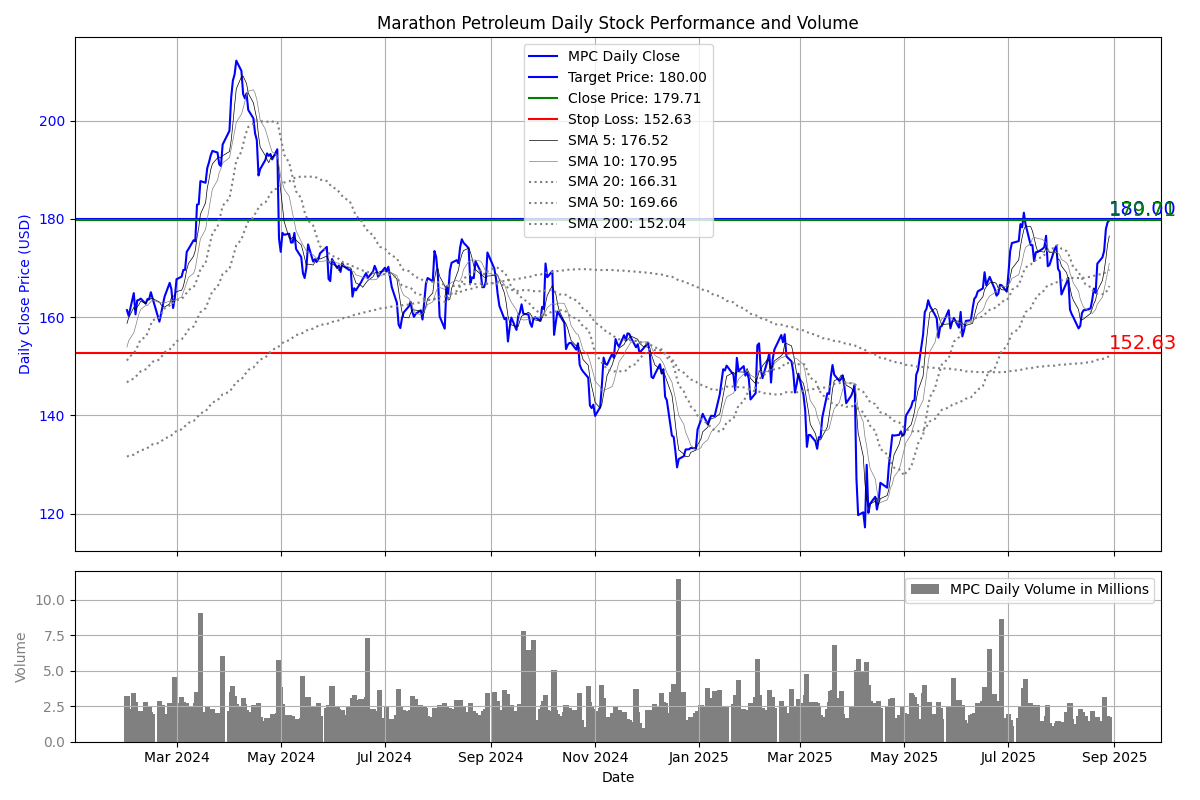 Marathon Petroleum Daily Stock Performance and Volume
MPC Daily Close
Target Price: 180.00
Close Price: 179.71
Stop Loss: 152.63
SMA 5: 176.52
SMA 10: 170.95
SMA 20: 166.31
SMA 50: 169.66
SMA 200: 152.04
Daily Close Price (USD)
200
180
160
140
120
180.00
179.71
152.63
MPC Daily Volume in Millions
Volume
10.0
7.5
5.0
2.5
0.0
Mar 2024 May 2024 Jul 2024 Sep 2024 Nov 2024 Jan 2025 Mar 2025 May 2025 Jul 2025 Sep 2025
Date